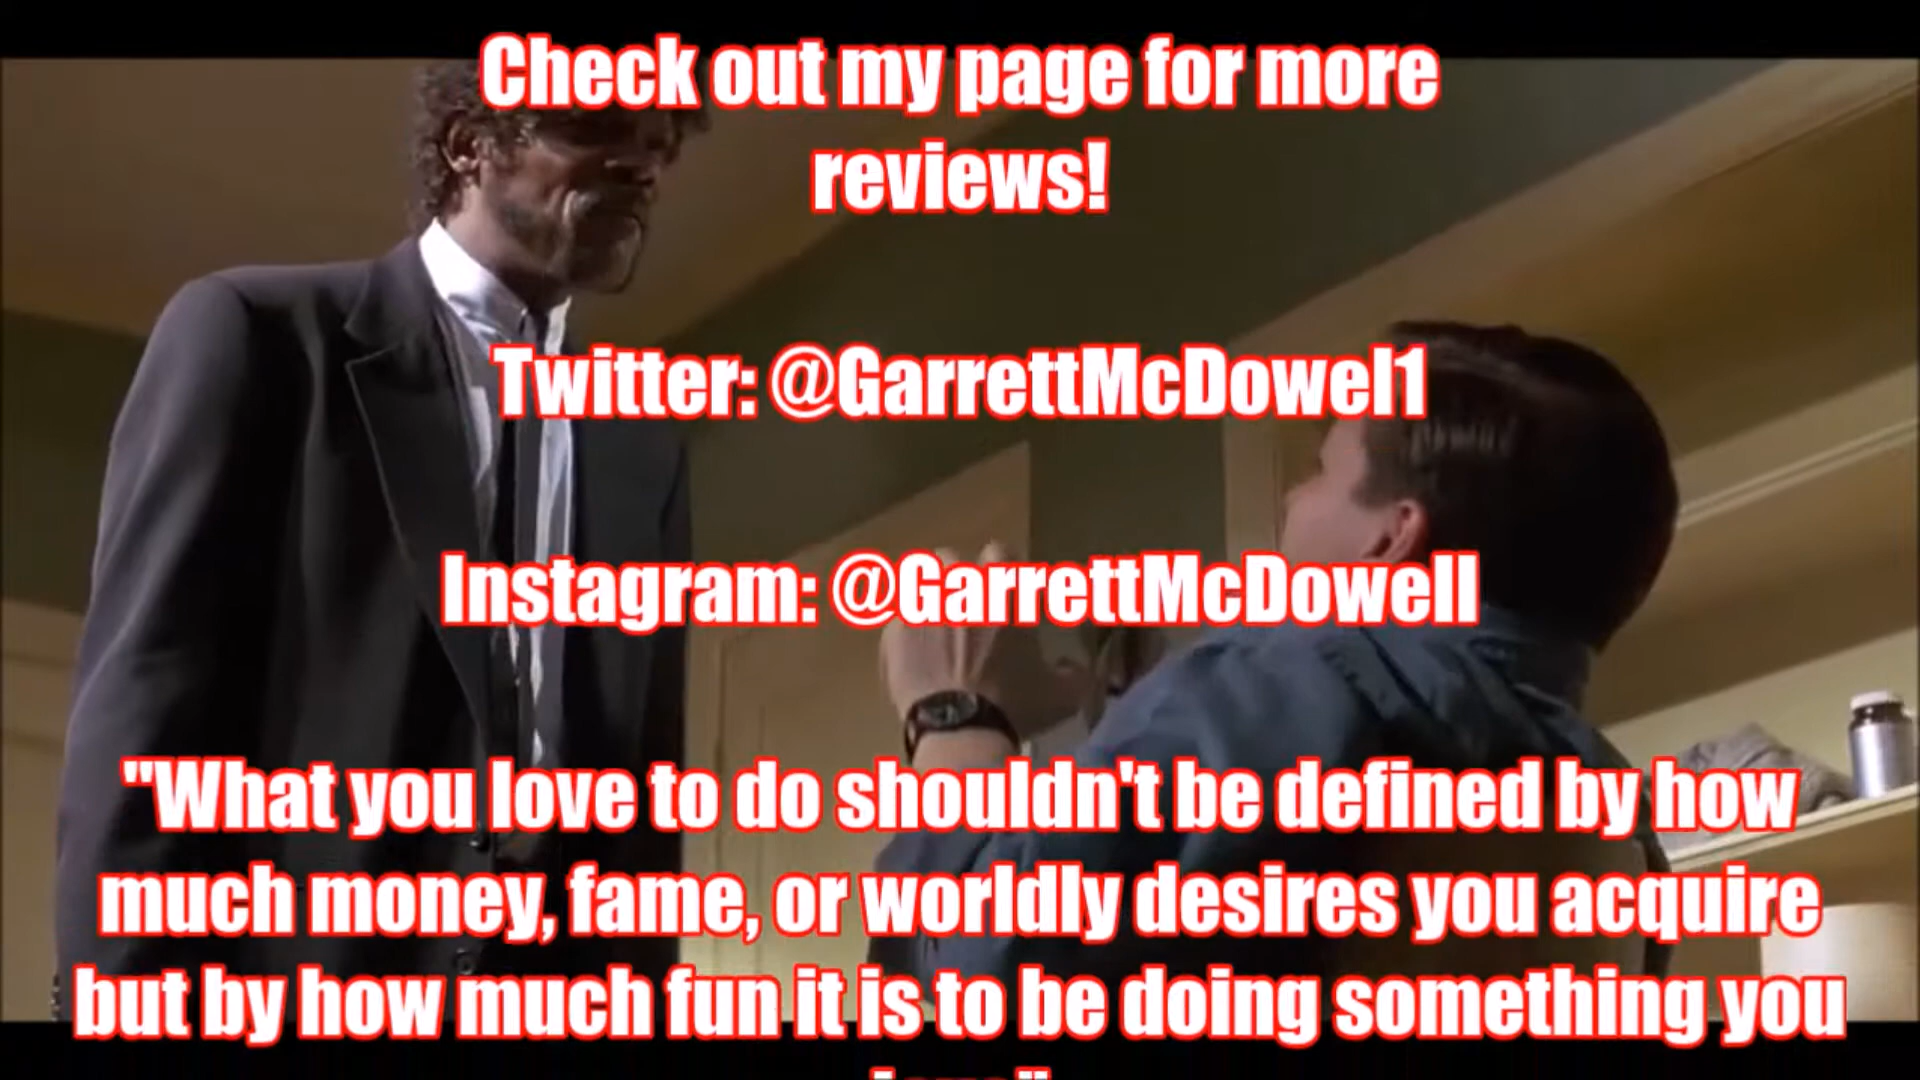 Check out my page for more
reviews!
Twitter: @GarrettMcDowel1
Instagram: @GarrettMcDowell
"What you love to do shouldn't be defined by how
much money, fame, or worldly desires you acquire
but by how much fun it is to be doing something you